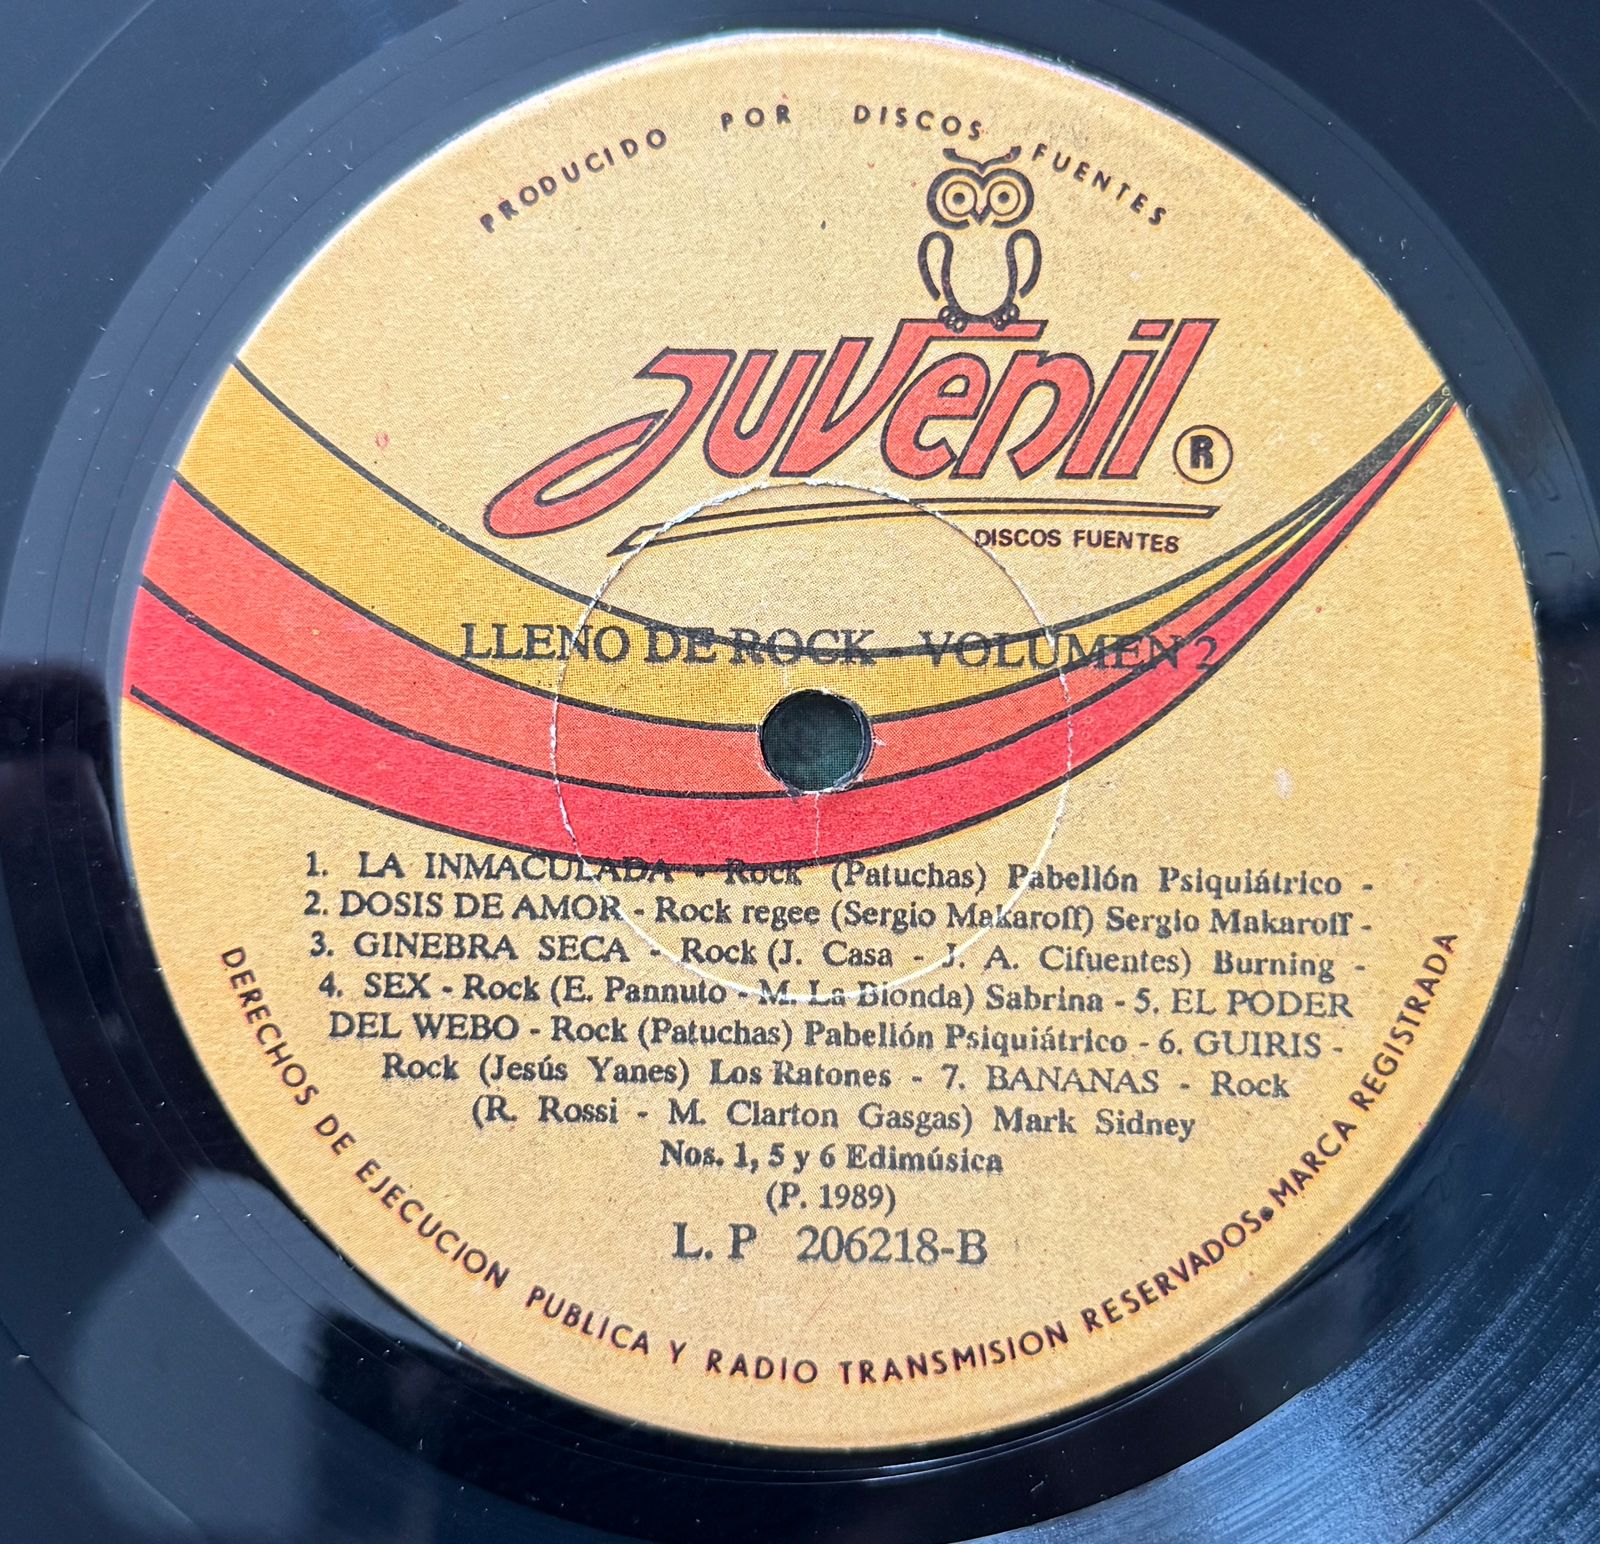 PRODUCIDO POR DISCOS FUENTES
Juvenil ®
DISCOS FUENTES
LLENO DE ROCK - VOLUMEN 2
1. LA INMACULADA - Rock (Patuchas) Pabellón Psiquiátrico -
2. DOSIS DE AMOR - Rock regee (Sergio Makaroff) Sergio Makaroff -
3. GINEBRA SECA - Rock (J. Casa - J. A. Cifuentes) Burning -
4. SEX - Rock (E. Pannuto - M. La Bionda) Sabrina - 5. EL PODER
DEL WEBO - Rock (Patuchas) Pabellón Psiquiátrico - 6. GUIRIS -
Rock (Jesús Yanes) Los Ratones - 7. BANANAS - Rock
(R. Rossi - M. Clarton Gasgas) Mark Sidney
Nos. 1, 5 y 6 Edimúsica
(P. 1989)
L. P 206218-B
DERECHOS DE EJECUCION PUBLICA Y RADIO TRANSMISION RESERVADOS. MARCA REGISTRADA